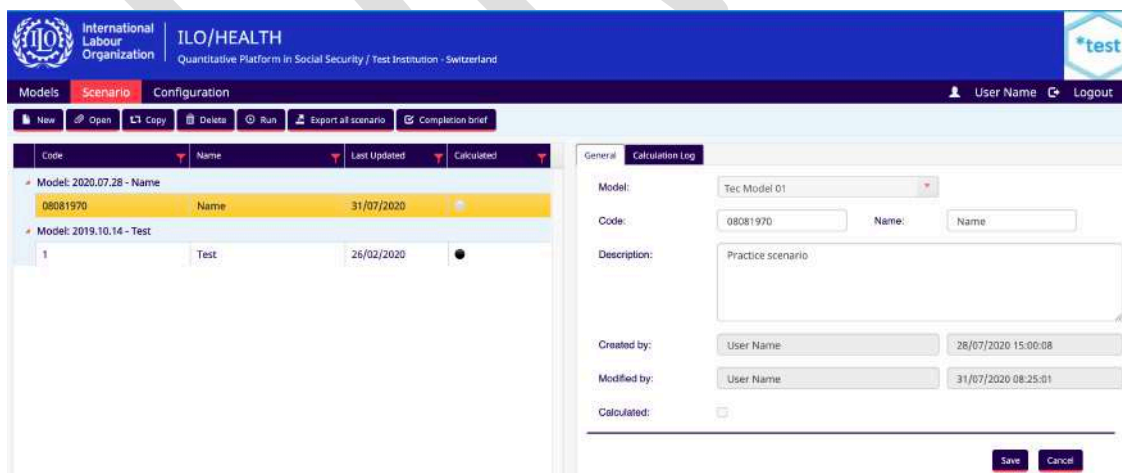 International
Labour
Organization
ILO/HEALTH
Quantitative Platform in Social Security / Test Institution - Switzerland
*test
Models Scenario Configuration User Name Logout
New Open Copy Delete Run Export all scenario Completion brief
Code Name Last Updated Calculated
Model: 2020.07.28 - Name
08081970 Name 31/07/2020
Model: 2019.10.14 - Test
1 Test 26/02/2020
General Calculation Log
Model: Tec Model 01
Code: 08081970 Name: Name
Description: Practice scenario
Created by: User Name 28/07/2020 15:00:08
Modified by: User Name 31/07/2020 08:25:01
Calculated:
Save Cancel